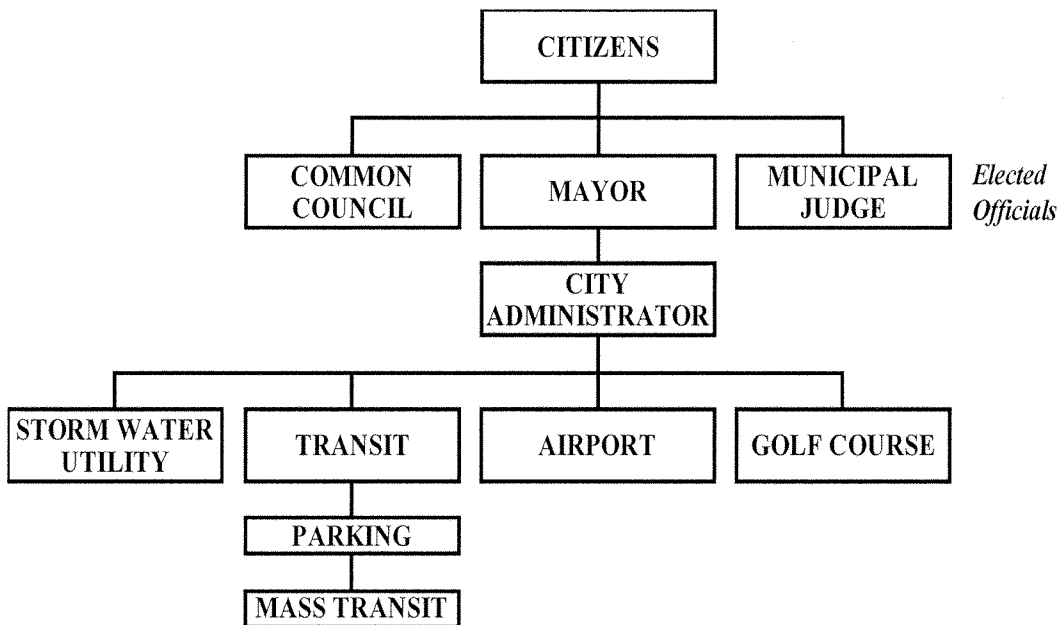 CITIZENS
COMMON
COUNCIL
MAYOR
MUNICIPAL
JUDGE
Elected
Officials
CITY
ADMINISTRATOR
STORM WATER
UTILITY
TRANSIT
AIRPORT
GOLF COURSE
PARKING
MASS TRANSIT